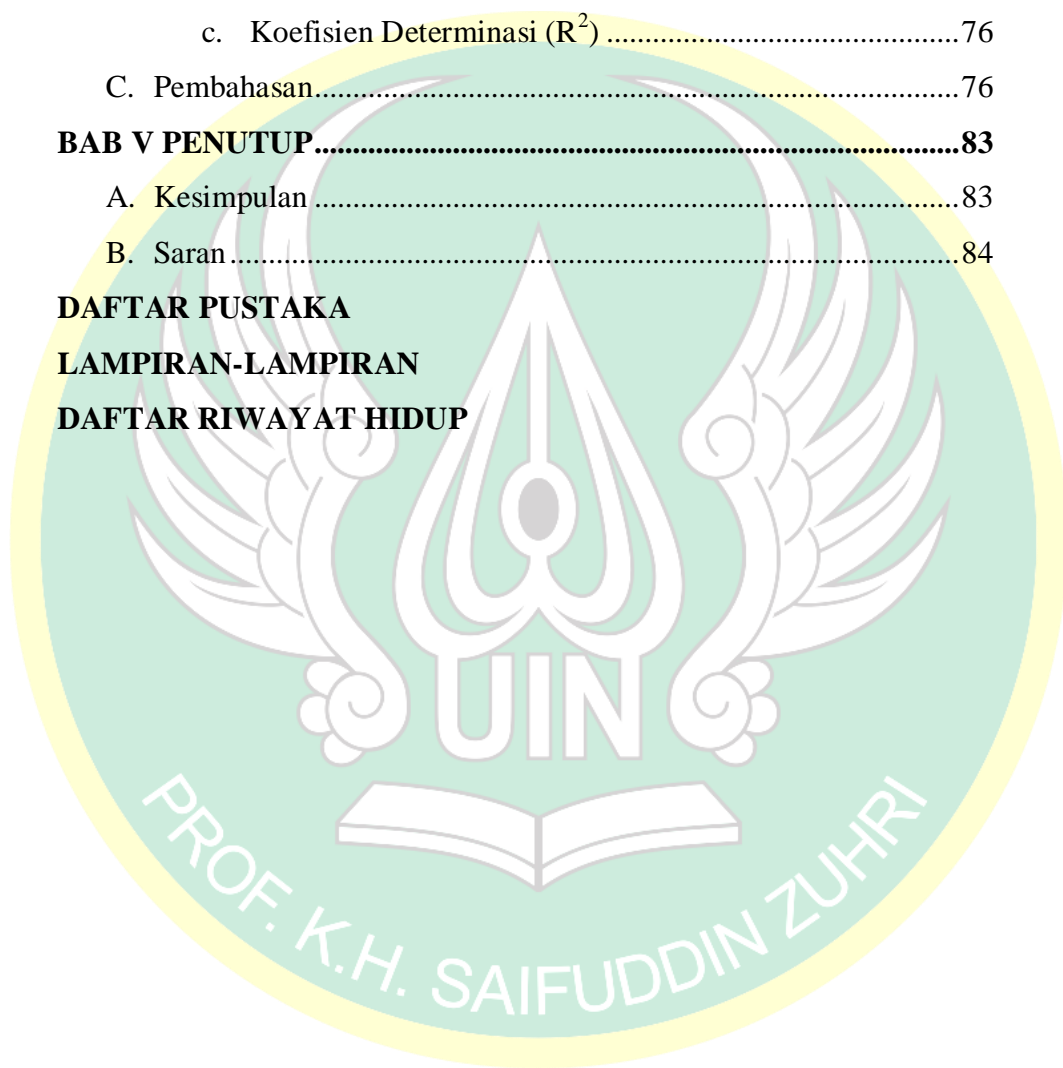 c. Koefisien Determinasi (R²) ........................................76
C. Pembahasan....................................................................................76
BAB V PENUTUP....................................................................................83
A. Kesimpulan ....................................................................................83
B. Saran ...............................................................................................84
DAFTAR PUSTAKA
LAMPIRAN-LAMPIRAN
DAFTAR RIWAYAT HIDUP
UIN
PROF. K.H. SAIFUDDIN ZUHRI